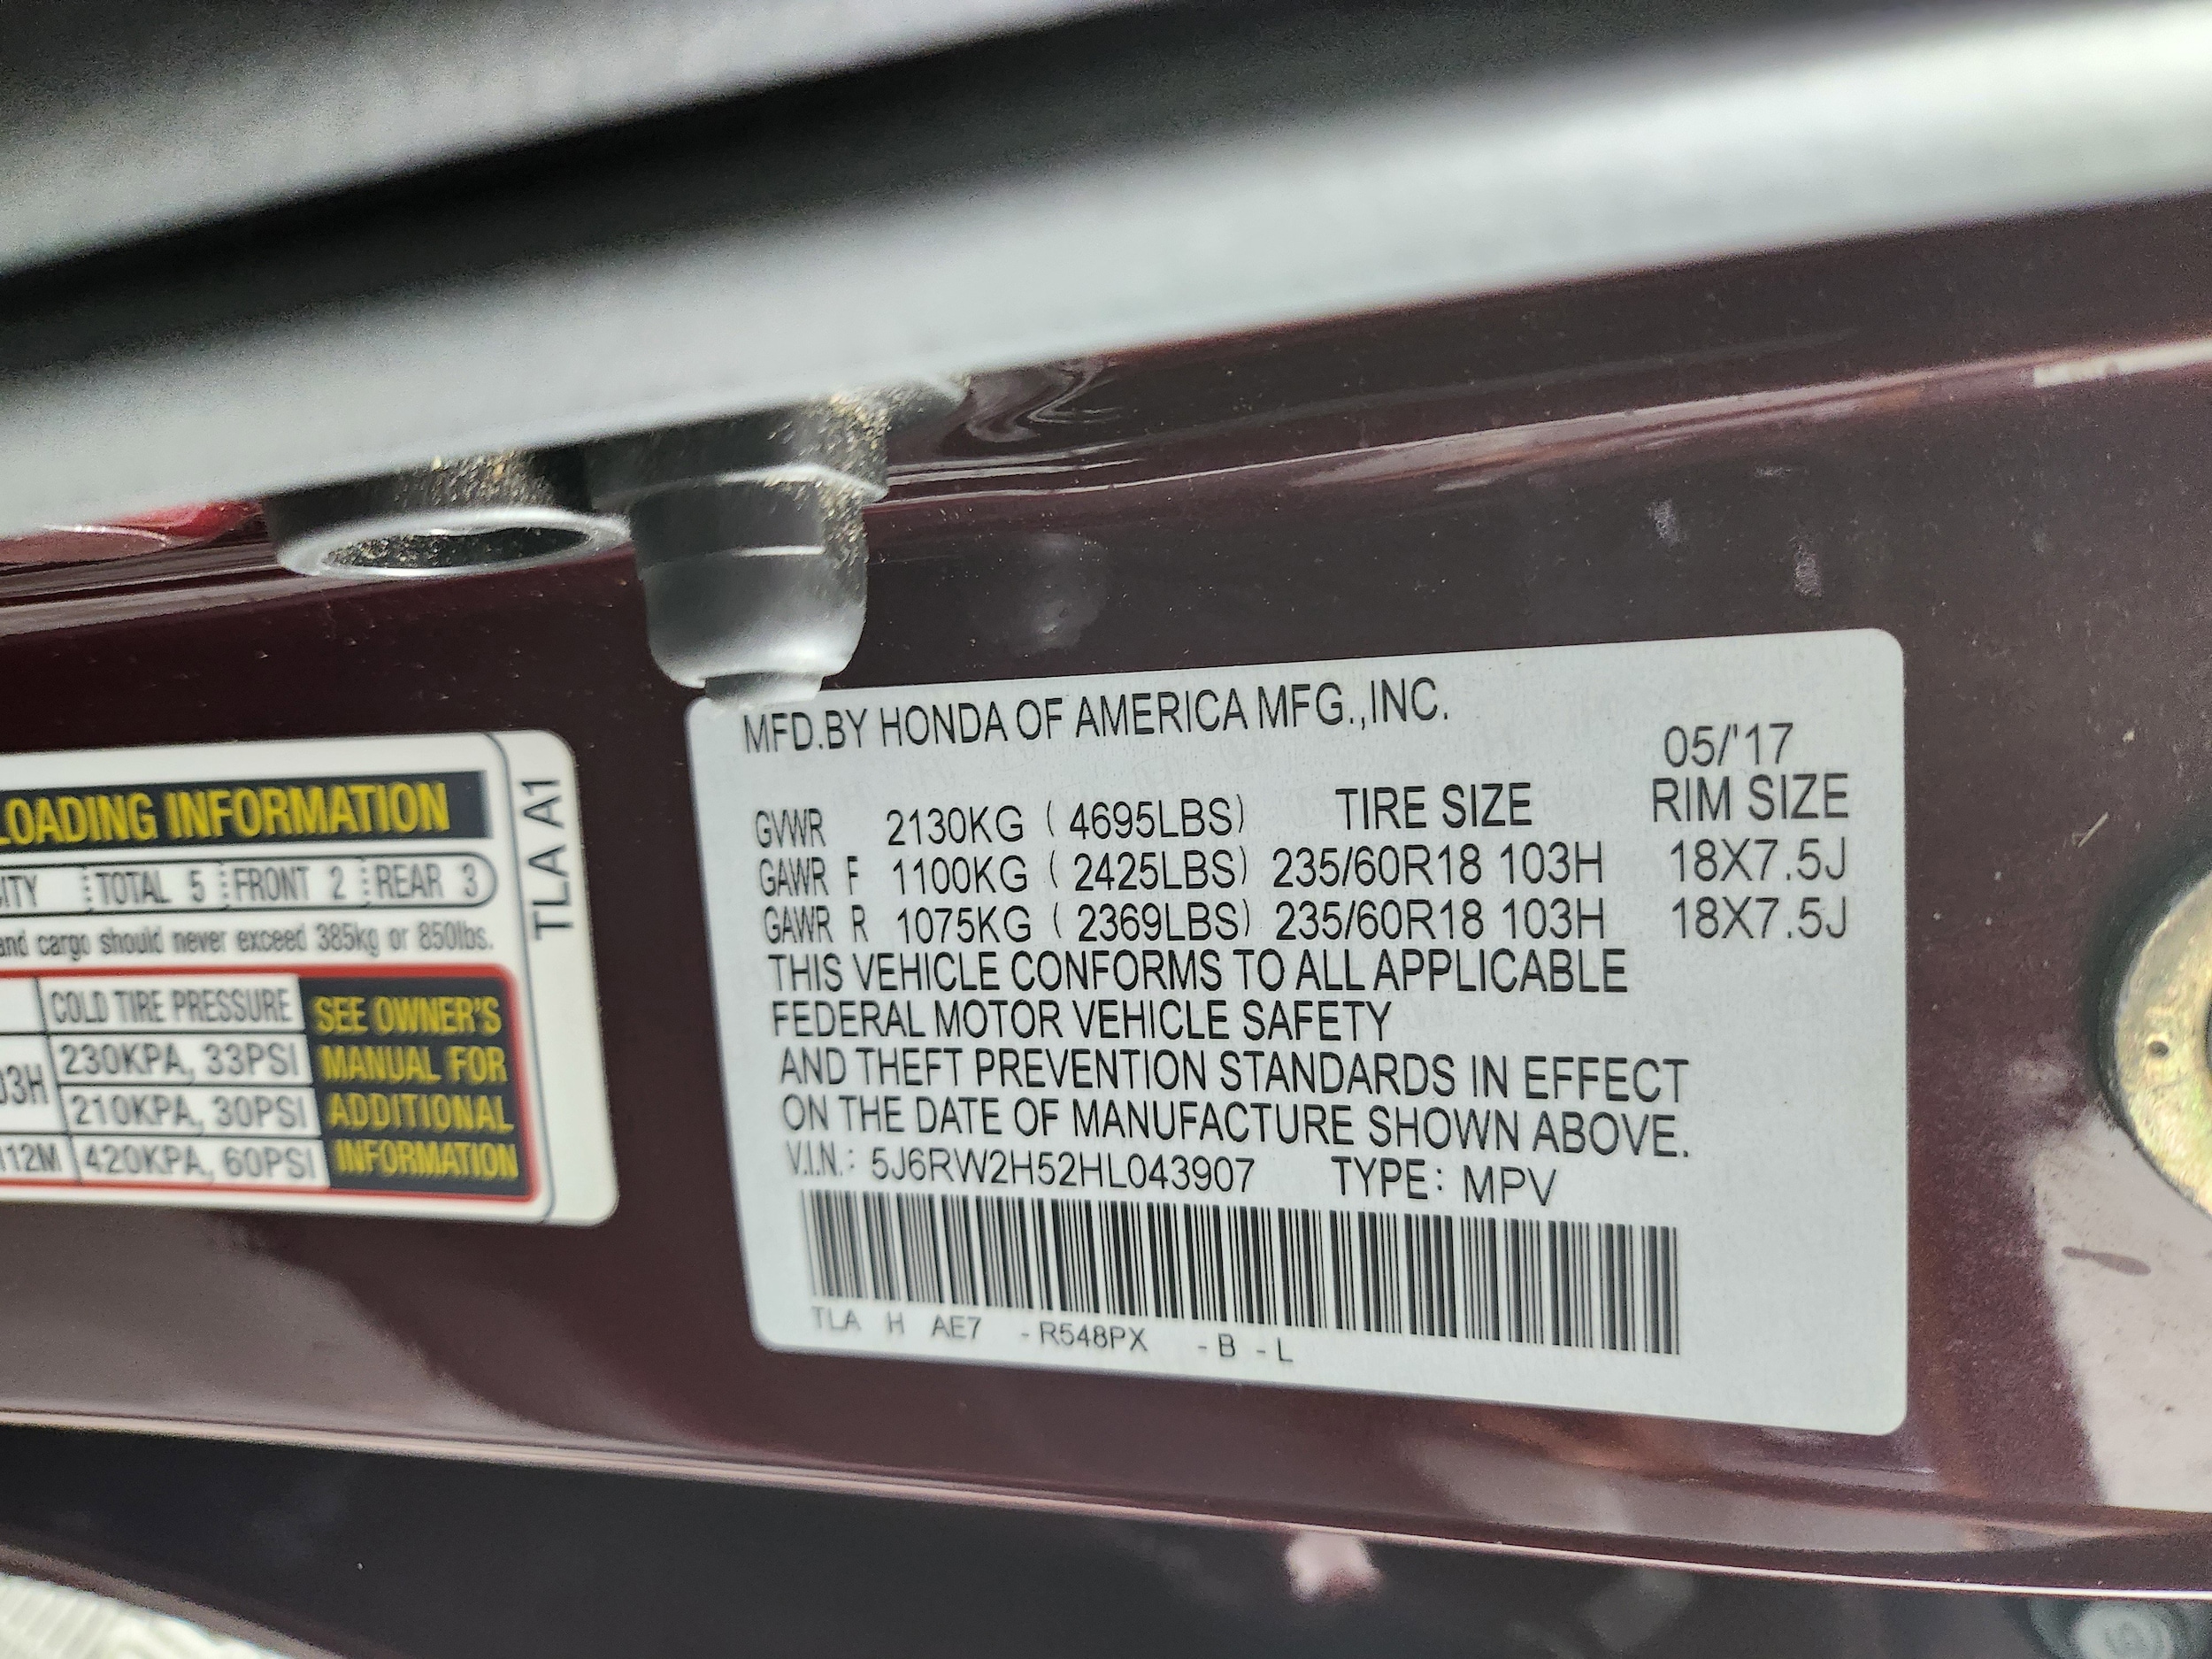 LOADING INFORMATION
TOTAL 5 FRONT 2 REAR 3
and cargo should never exceed 385kg or 850lbs.
COLD TIRE PRESSURE
230KPA, 33PSI
210KPA, 30PSI
420KPA, 60PSI
SEE OWNER'S
MANUAL FOR
ADDITIONAL
INFORMATION
TLA A1
MFD.BY HONDA OF AMERICA MFG.,INC.
05/'17
GVWR 2130KG ( 4695LBS) TIRE SIZE RIM SIZE
GAWR F 1100KG ( 2425LBS) 235/60R18 103H 18X7.5J
GAWR R 1075KG ( 2369LBS) 235/60R18 103H 18X7.5J
THIS VEHICLE CONFORMS TO ALL APPLICABLE
FEDERAL MOTOR VEHICLE SAFETY
AND THEFT PREVENTION STANDARDS IN EFFECT
ON THE DATE OF MANUFACTURE SHOWN ABOVE.
V.I.N.: 5J6RW2H52HL043907 TYPE: MPV
TLA H AE7 -R548PX -B -L